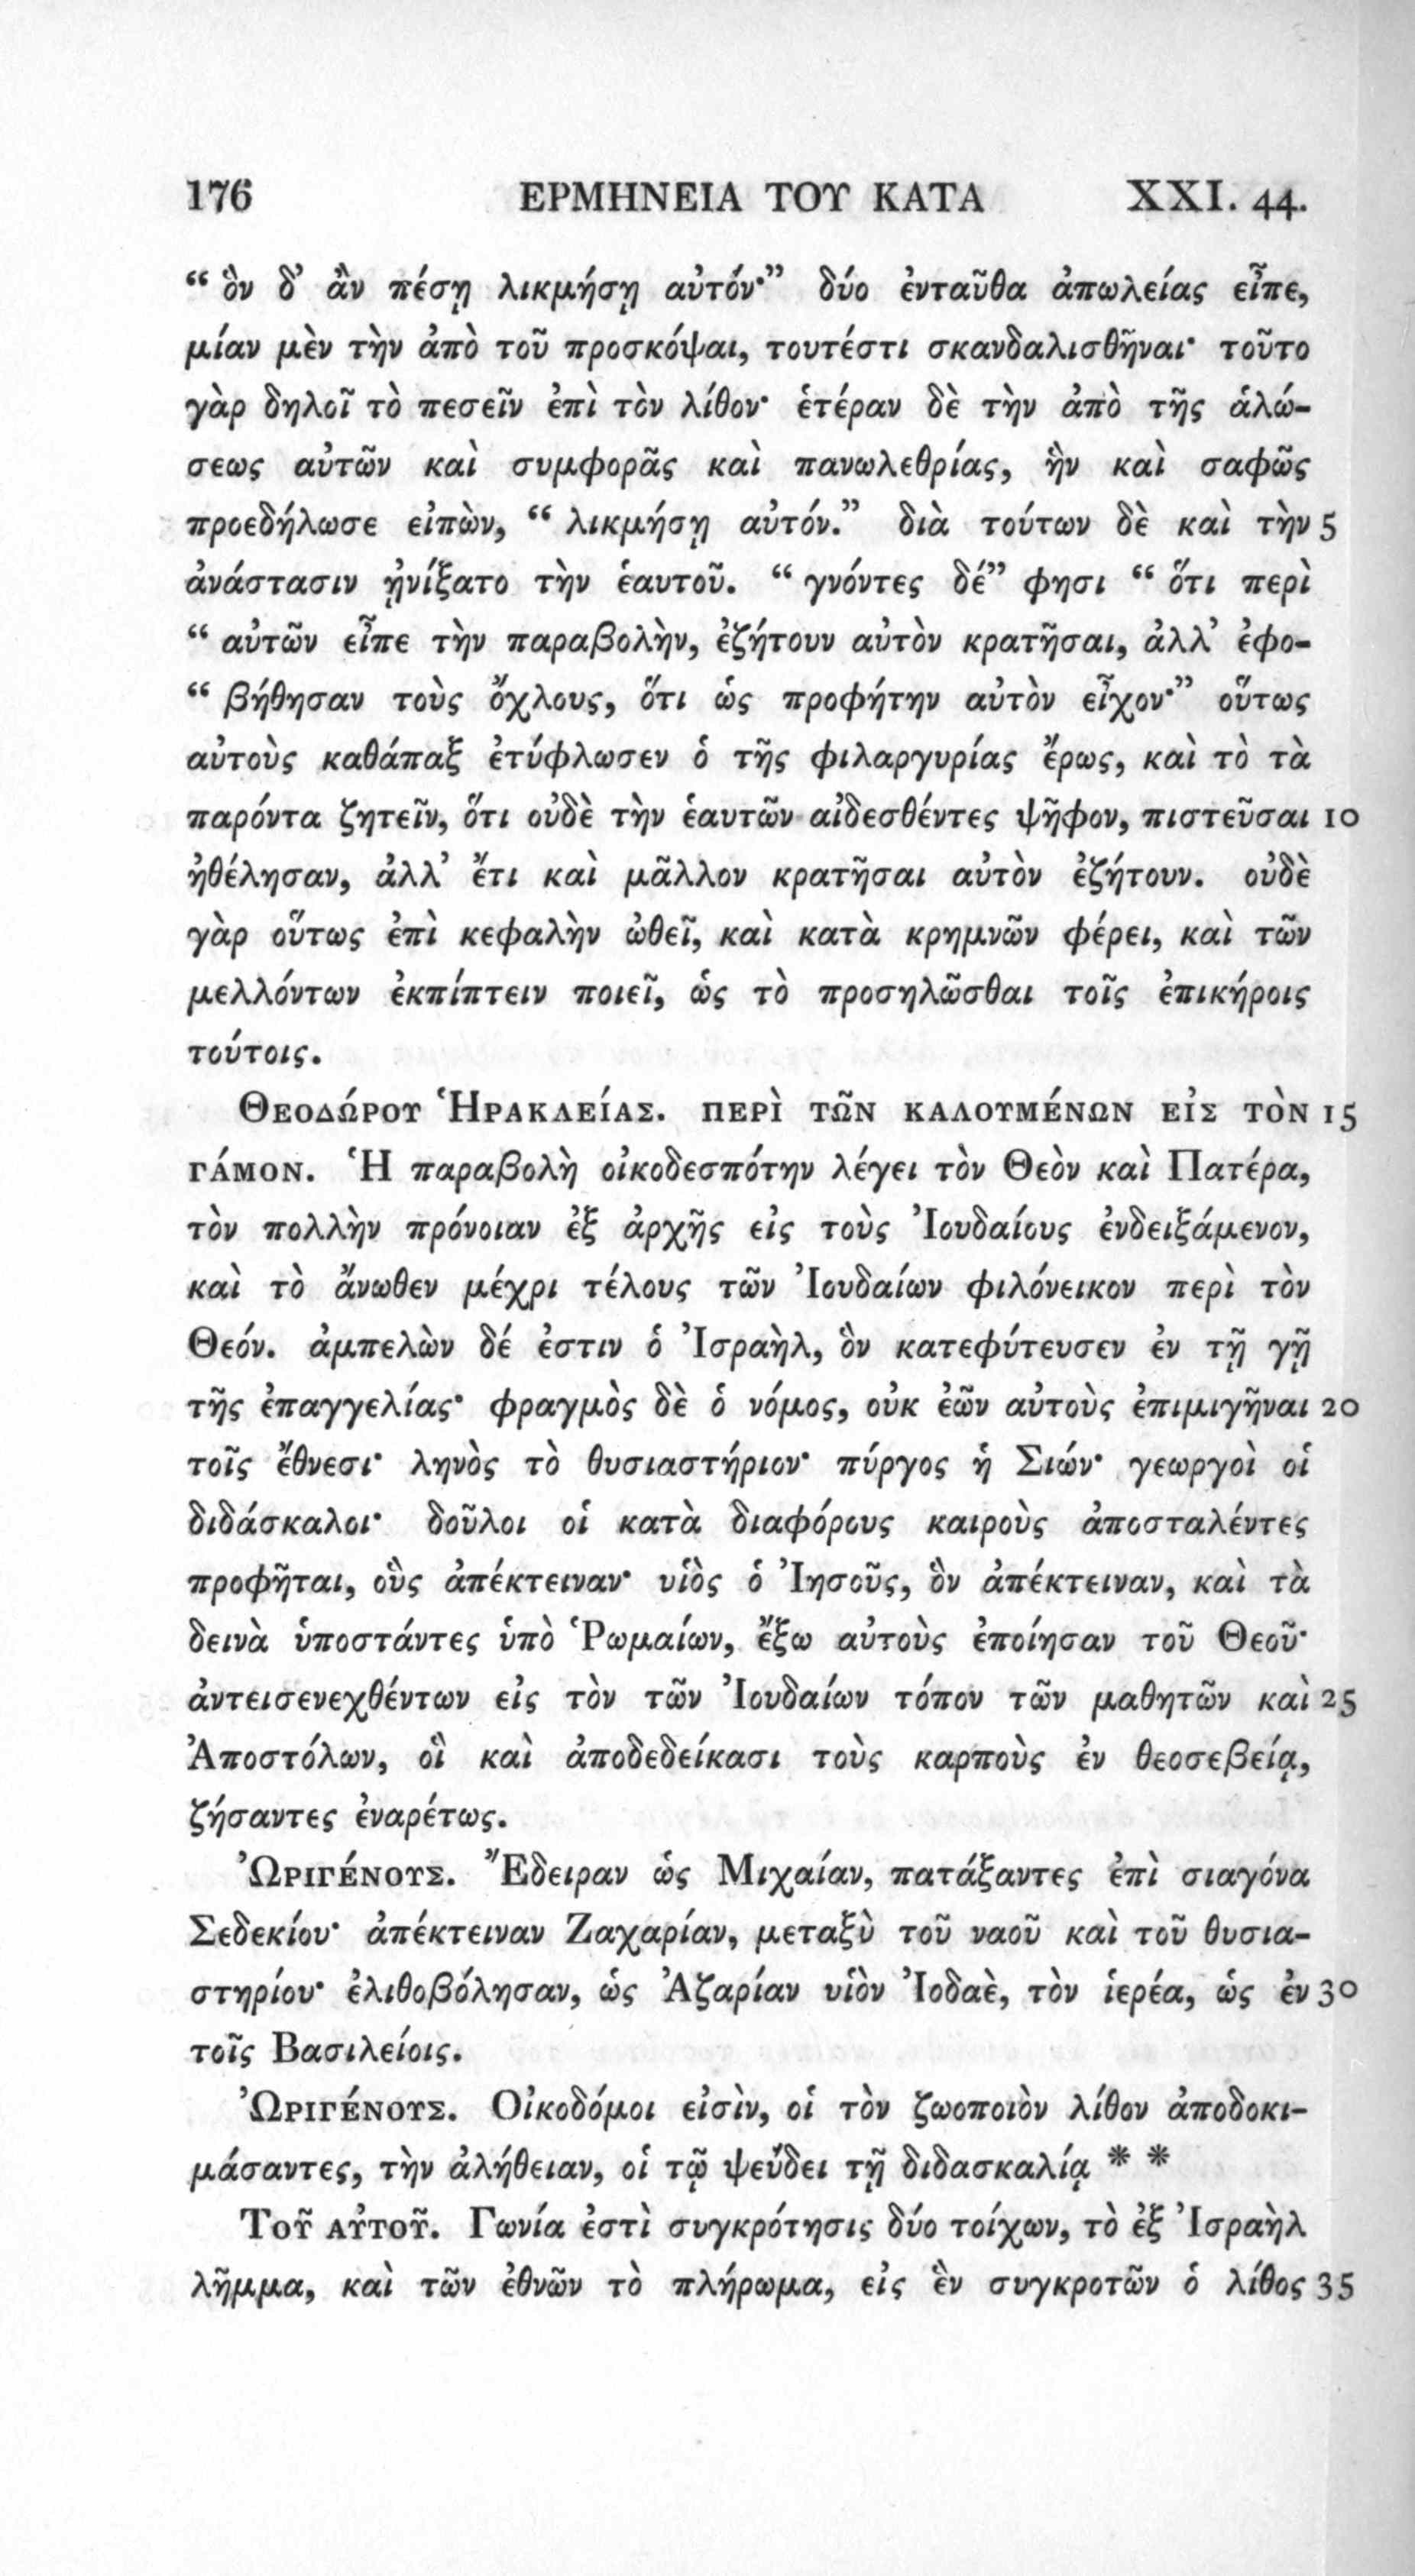 176 ΕΡΜΗΝΕΙΑ ΤΟΥ ΚΑΤΑ XXI. 44.
“ ὃν δ’ ἂν πέσῃ λικμήσῃ αὐτόν·” δύο ἐνταῦθα ἀπωλείας εἶπε,
μίαν μὲν τὴν ἀπὸ τοῦ προσκόψαι, τουτέστι σκανδαλισθῆναι· τοῦτο
γὰρ δηλοῖ τὸ πεσεῖν ἐπὶ τὸν λίθον· ἑτέραν δὲ τὴν ἀπὸ τῆς ἁλώ-
σεως αὐτῶν καὶ συμφορᾶς καὶ πανωλεθρίας, ἣν καὶ σαφῶς
προεδήλωσε εἰπὼν, “ λικμήσῃ αὐτόν.” διὰ τούτων δὲ καὶ τὴν 5
ἀνάστασιν ᾐνίξατο τὴν ἑαυτοῦ. “ γνόντες δέ” φησι “ ὅτι περὶ
“ αὐτῶν εἶπε τὴν παραβολὴν, ἐζήτουν αὐτὸν κρατῆσαι, ἀλλ’ ἐφο-
“ βήθησαν τοὺς ὄχλους, ὅτι ὡς προφήτην αὐτὸν εἶχον·” οὕτως
αὐτοὺς καθάπαξ ἐτύφλωσεν ὁ τῆς φιλαργυρίας ἔρως, καὶ τὸ τὰ
παρόντα ζητεῖν, ὅτι οὐδὲ τὴν ἑαυτῶν αἰδεσθέντες ψῆφον, πιστεῦσαι 10
ἠθέλησαν, ἀλλ’ ἔτι καὶ μᾶλλον κρατῆσαι αὐτὸν ἐζήτουν. οὐδὲ
γὰρ οὕτως ἐπὶ κεφαλὴν ὠθεῖ, καὶ κατὰ κρημνῶν φέρει, καὶ τῶν
μελλόντων ἐκπίπτειν ποιεῖ, ὡς τὸ προσηλῶσθαι τοῖς ἐπικήροις
τούτοις.
Θεοδώρου Ἡρακλείας. περὶ τῶν καλουμένων εἰς τὸν 15
γάμον. Ἡ παραβολὴ οἰκοδεσπότην λέγει τὸν Θεὸν καὶ Πατέρα,
τὸν πολλὴν πρόνοιαν ἐξ ἀρχῆς εἰς τοὺς Ἰουδαίους ἐνδειξάμενον,
καὶ τὸ ἄνωθεν μέχρι τέλους τῶν Ἰουδαίων φιλόνεικον περὶ τὸν
Θεόν. ἀμπελὼν δέ ἐστιν ὁ Ἰσραὴλ, ὃν κατεφύτευσεν ἐν τῇ γῇ
τῆς ἐπαγγελίας· φραγμὸς δὲ ὁ νόμος, οὐκ ἐῶν αὐτοὺς ἐπιμιγῆναι 20
τοῖς ἔθνεσι· ληνὸς τὸ θυσιαστήριον· πύργος ἡ Σιών· γεωργοὶ οἱ
διδάσκαλοι· δοῦλοι οἱ κατὰ διαφόρους καιροὺς ἀποσταλέντες
προφῆται, οὓς ἀπέκτειναν· υἱὸς ὁ Ἰησοῦς, ὃν ἀπέκτειναν, καὶ τὰ
δεινὰ ὑποστάντες ὑπὸ Ῥωμαίων, ἔξω αὐτοὺς ἐποίησαν τοῦ Θεοῦ·
ἀντεισενεχθέντων εἰς τὸν τῶν Ἰουδαίων τόπον τῶν μαθητῶν καὶ 25
Ἀποστόλων, οἳ καὶ ἀποδεδείκασι τοὺς καρποὺς ἐν θεοσεβείᾳ,
ζήσαντες ἐναρέτως.
Ὠριγένους. Ἔδειραν ὡς Μιχαίαν, πατάξαντες ἐπὶ σιαγόνα
Σεδεκίου· ἀπέκτειναν Ζαχαρίαν, μεταξὺ τοῦ ναοῦ καὶ τοῦ θυσια-
στηρίου· ἐλιθοβόλησαν, ὡς Ἀζαρίαν υἱὸν Ἰοδαὲ, τὸν ἱερέα, ὡς ἐν 30
τοῖς Βασιλείοις.
Ὠριγένους. Οἰκοδόμοι εἰσὶν, οἱ τὸν ζωοποιὸν λίθον ἀποδοκι-
μάσαντες, τὴν ἀλήθειαν, οἱ τῷ ψεύδει τῇ διδασκαλίᾳ * *
Τοῦ αὐτοῦ. Γωνία ἐστὶ συγκρότησις δύο τοίχων, τὸ ἐξ Ἰσραὴλ
λῆμμα, καὶ τῶν ἐθνῶν τὸ πλήρωμα, εἰς ἓν συγκροτῶν ὁ λίθος 35